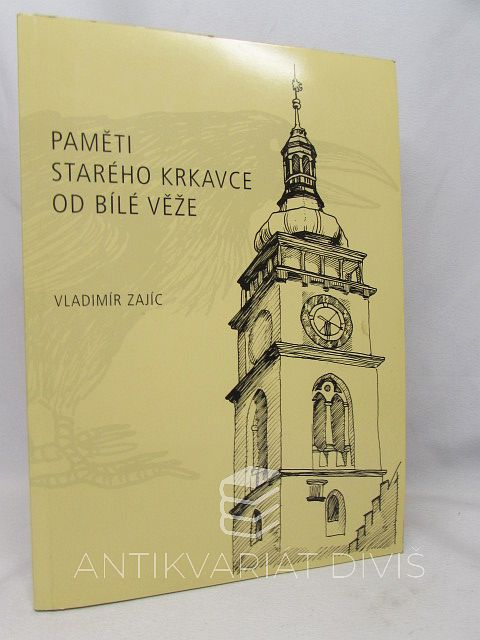 PAMĚTI
STARÉHO KRKAVCE
OD BÍLÉ VĚŽE
VLADIMÍR ZAJÍC
ANTIKVARIÁT DIVIŠ